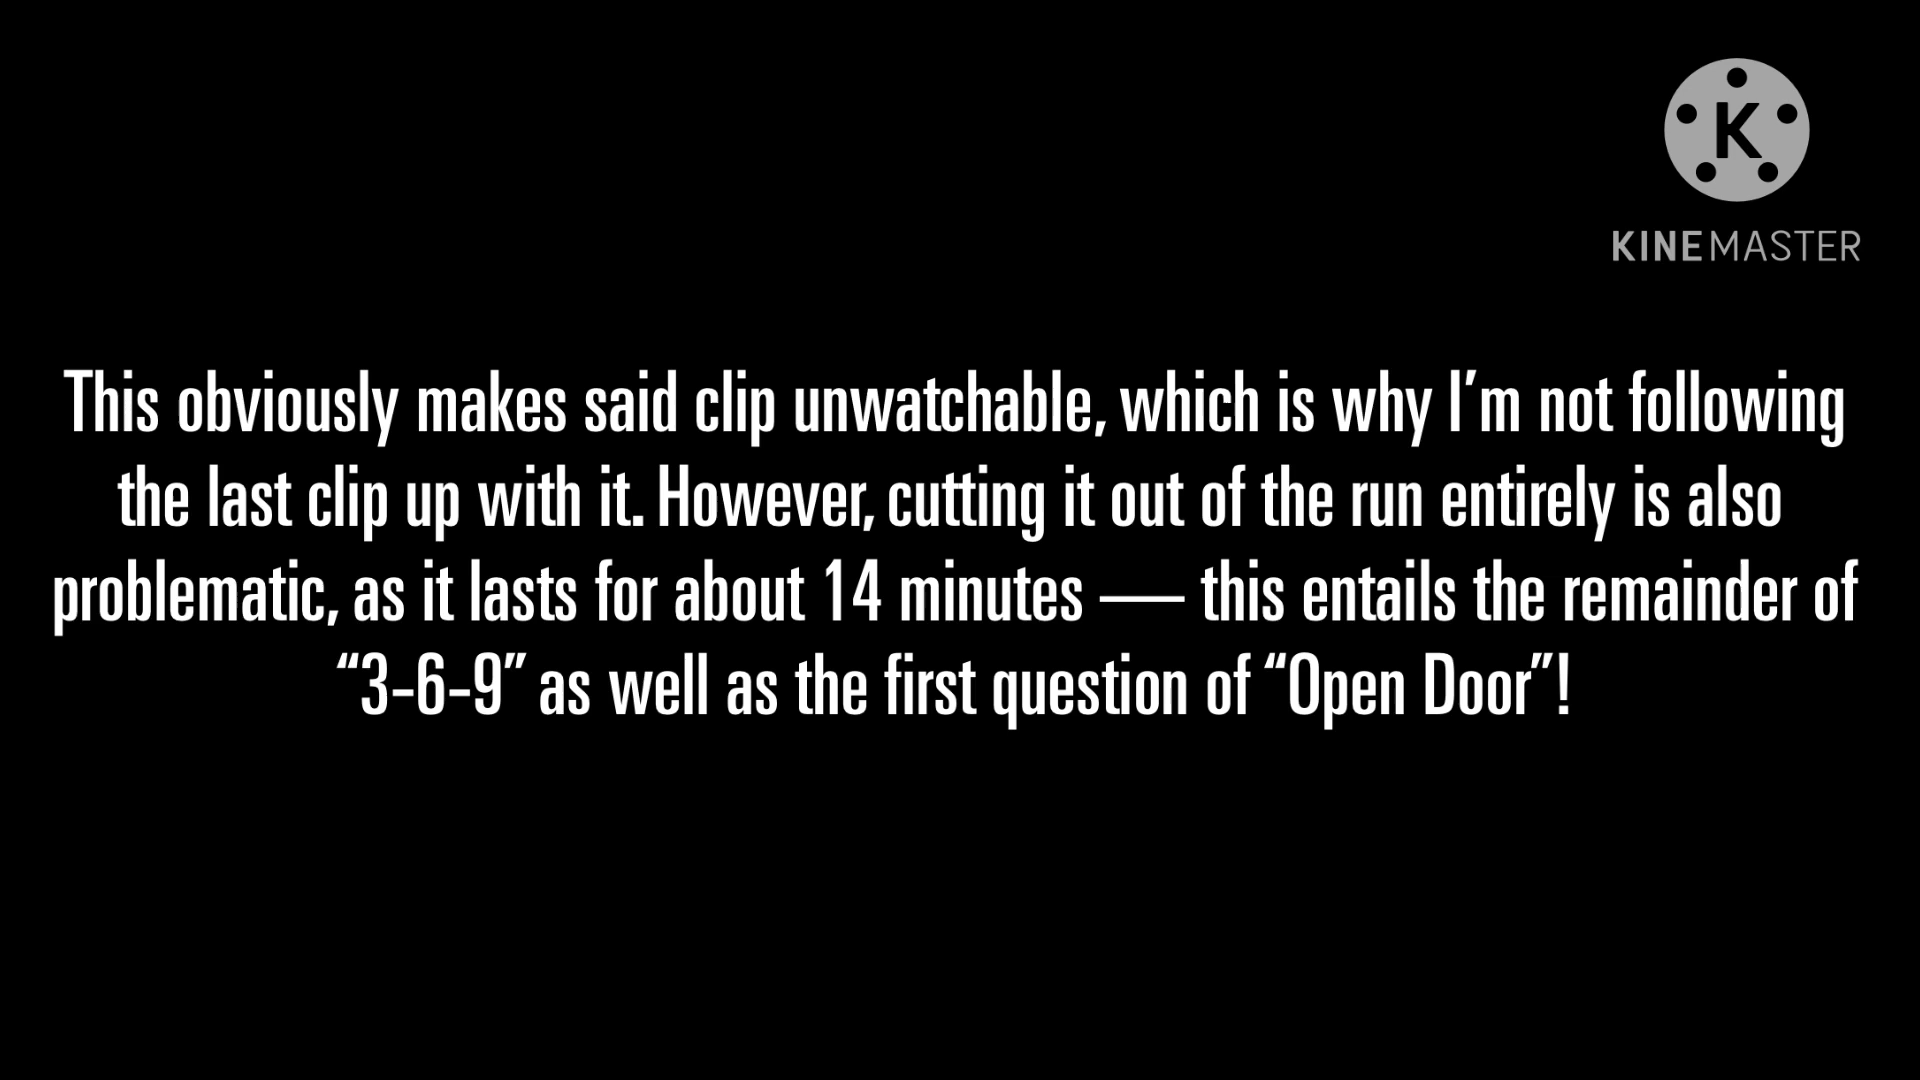 K
KINEMASTER
This obviously makes said clip unwatchable, which is why I’m not following
the last clip up with it. However, cutting it out of the run entirely is also
problematic, as it lasts for about 14 minutes — this entails the remainder of
“3-6-9” as well as the first question of “Open Door”!